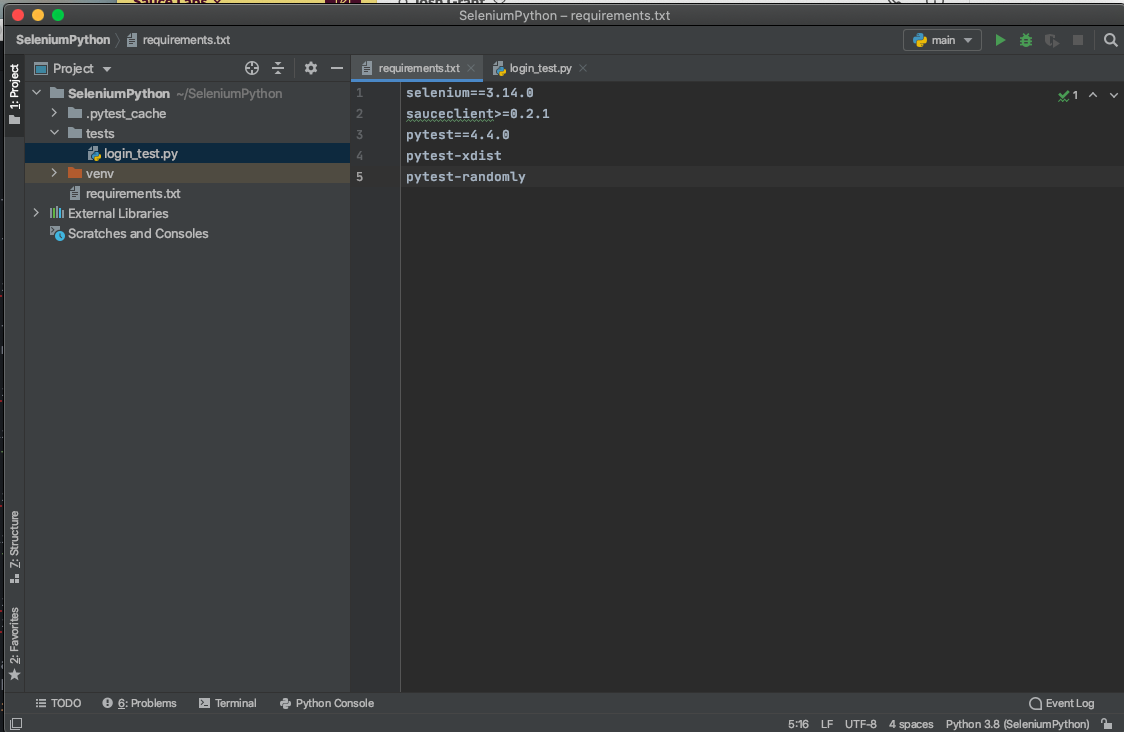 SeleniumPython – requirements.txt
SeleniumPython
requirements.txt
main
1: Project
Project
requirements.txt
login_test.py
SeleniumPython ~/SeleniumPython
.pytest_cache
tests
login_test.py
venv
requirements.txt
External Libraries
Scratches and Consoles
1 selenium==3.14.0
2 sauceclient>=0.2.1
3 pytest==4.4.0
4 pytest-xdist
5 pytest-randomly
1
7: Structure
2: Favorites
TODO
6: Problems
Terminal
Python Console
Event Log
5:16 LF UTF-8 4 spaces Python 3.8 (SeleniumPython)